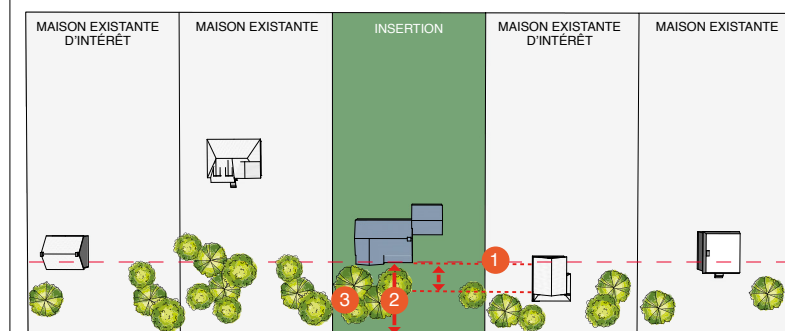 MAISON EXISTANTE
D'INTÉRÊT
MAISON EXISTANTE
INSERTION
MAISON EXISTANTE
D'INTÉRÊT
MAISON EXISTANTE
1
3
2